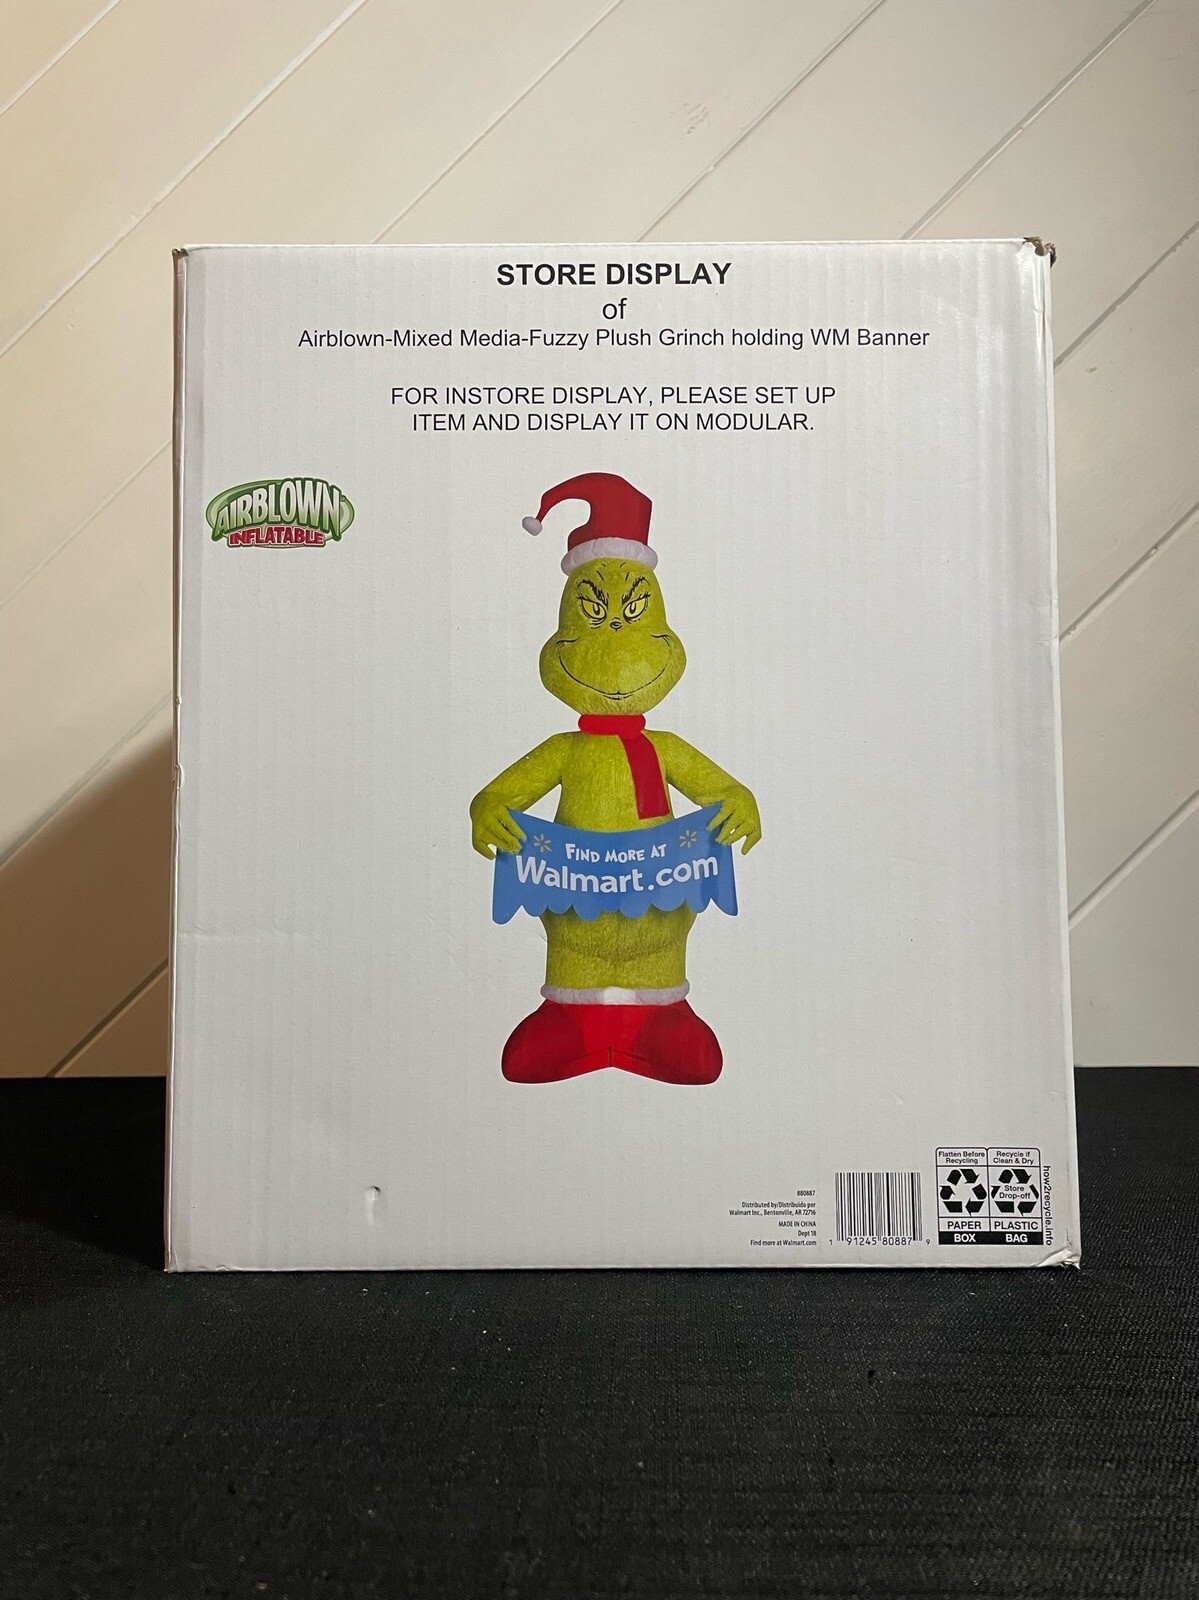 STORE DISPLAY
of
Airblown-Mixed Media-Fuzzy Plush Grinch holding WM Banner
FOR INSTORE DISPLAY, PLEASE SET UP
ITEM AND DISPLAY IT ON MODULAR.
AIRBLOWN
INFLATABLE
FIND MORE AT
Walmart.com
880887
Distributed by/Distribuido por
Walmart Inc., Bentonville, AR 72716
MADE IN CHINA
Dept 18
Find more at Walmart.com
1 91245 80887 9
Flatten Before
Recycling
PAPER
BOX
Recycle if
Clean & Dry
Store
Drop-off
PLASTIC
BAG
how2recycle.info